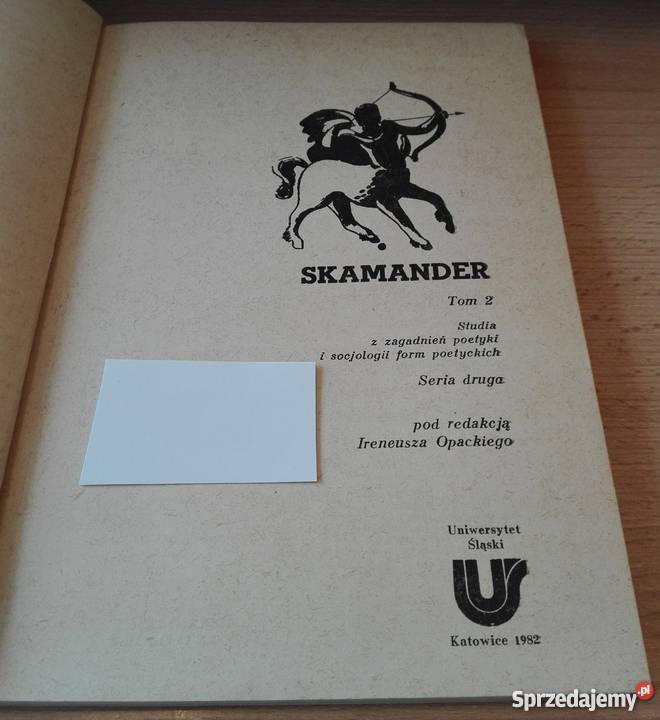 SKAMANDER
Tom 2
Studia
z zagadnień poetyki
i socjologii form poetyckich
Seria druga
pod redakcją
Ireneusza Opackiego
Uniwersytet
Śląski
UŚ
Katowice 1982
Sprzedajemy.pl